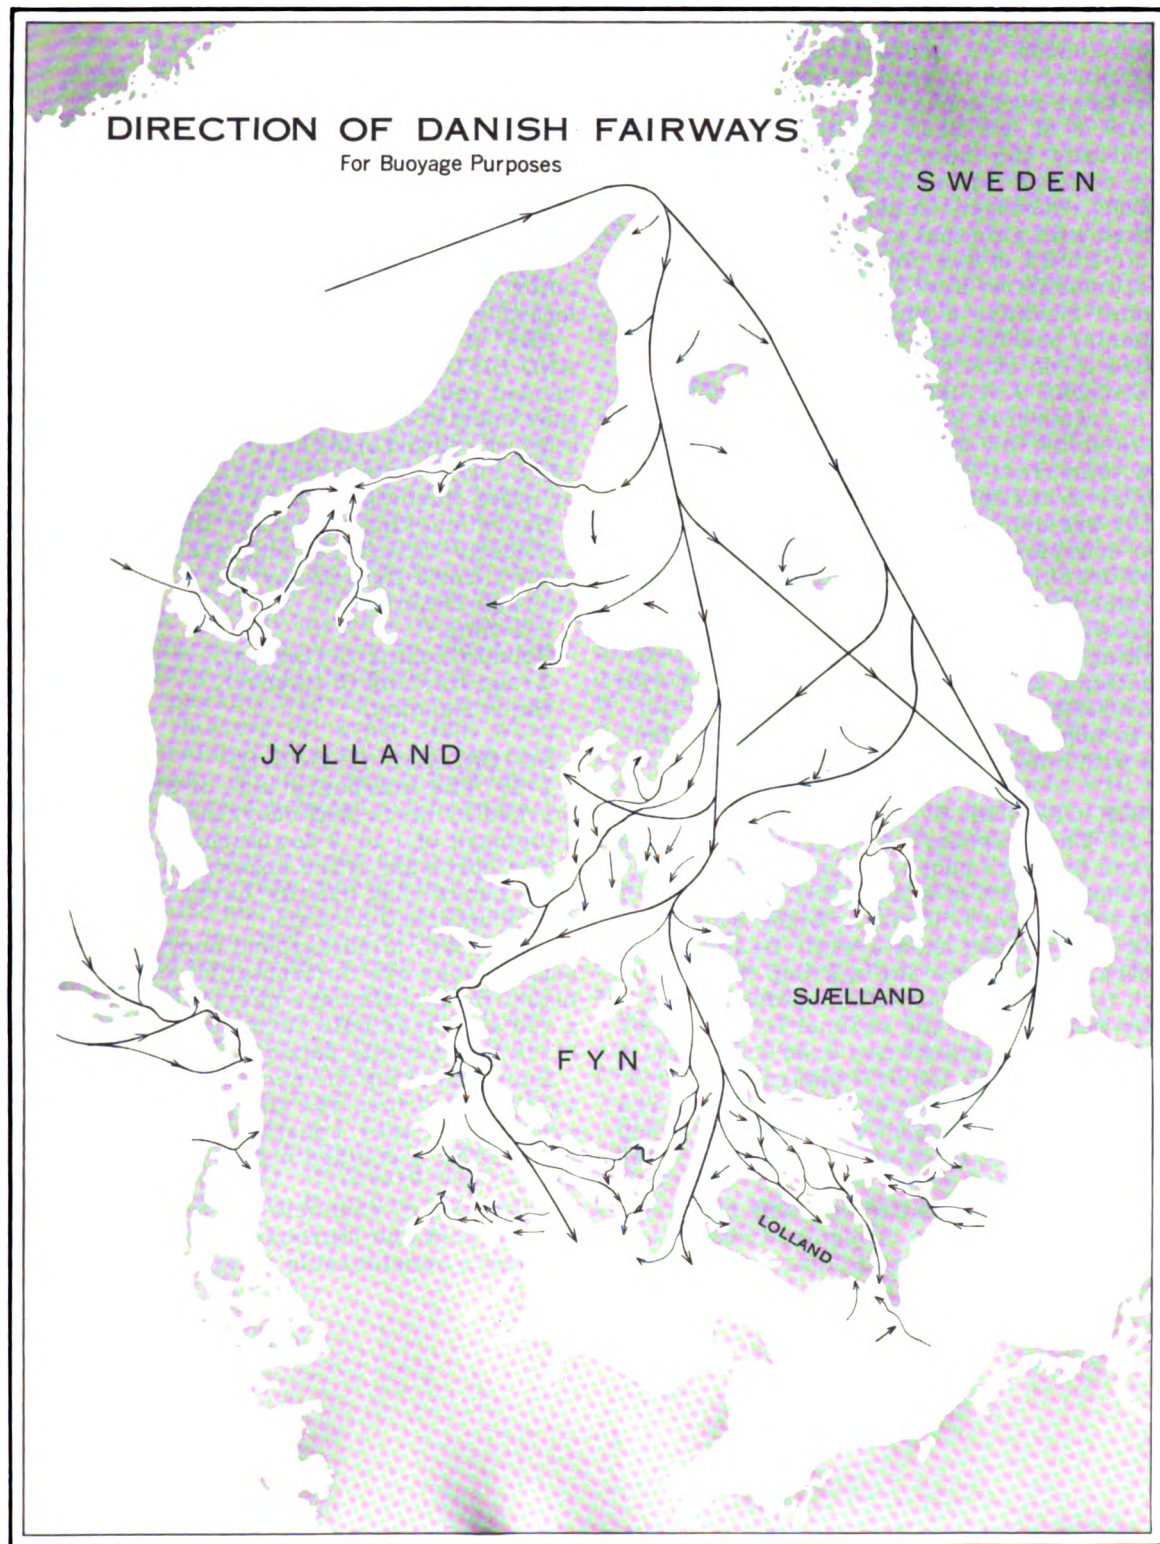 DIRECTION OF DANISH FAIRWAYS
For Buoyage Purposes
SWEDEN
JYLLAND
SJÆLLAND
FYN
LOLLAND